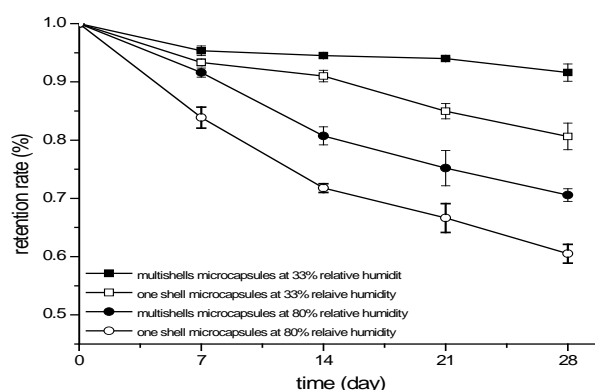 1.0
0.9
0.8
0.7
0.6
0.5
retention rate (%)
multishells microcapsules at 33% relative humidit
one shell microcapsules at 33% relaive humidity
multishells microcapsules at 80% relative humidity
one shell microcapsules at 80% relaive humidity
0 7 14 21 28
time (day)